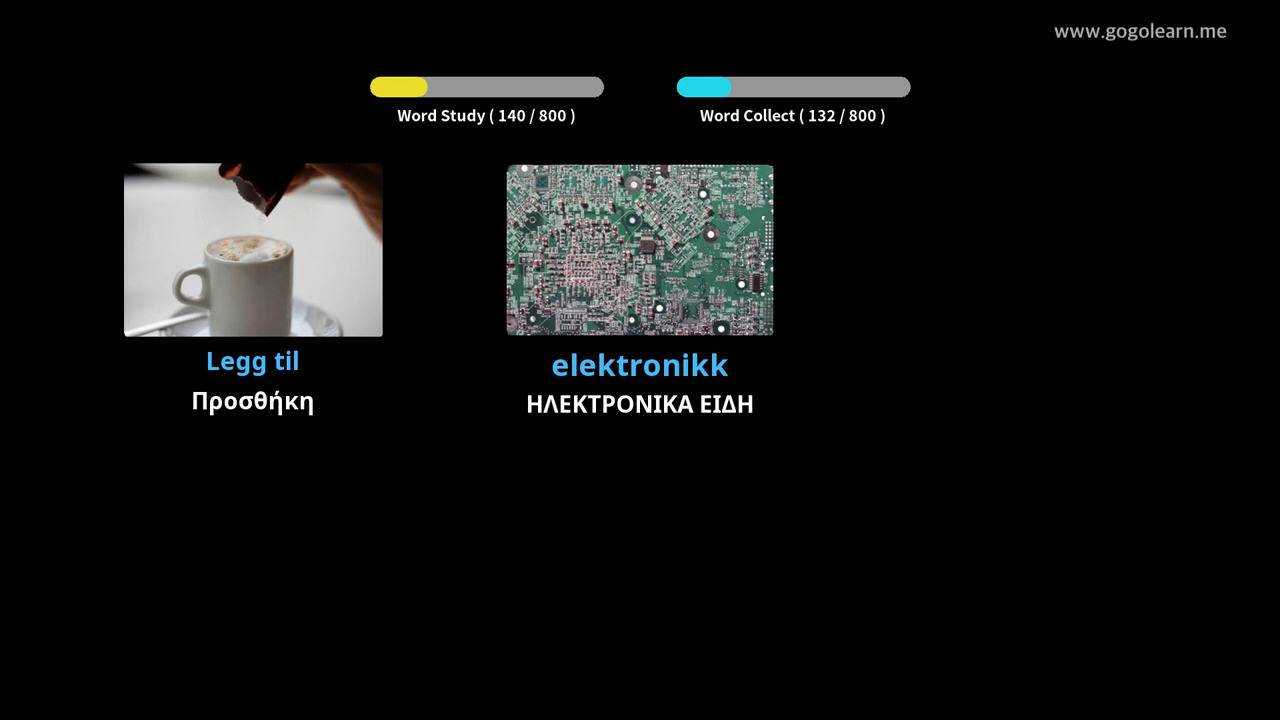 www.gogolearn.me
Word Study ( 140 / 800 )
Word Collect ( 132 / 800 )
Legg til
Προσθήκη
elektronikk
ΗΛΕΚΤΡΟΝΙΚΑ ΕΙΔΗ